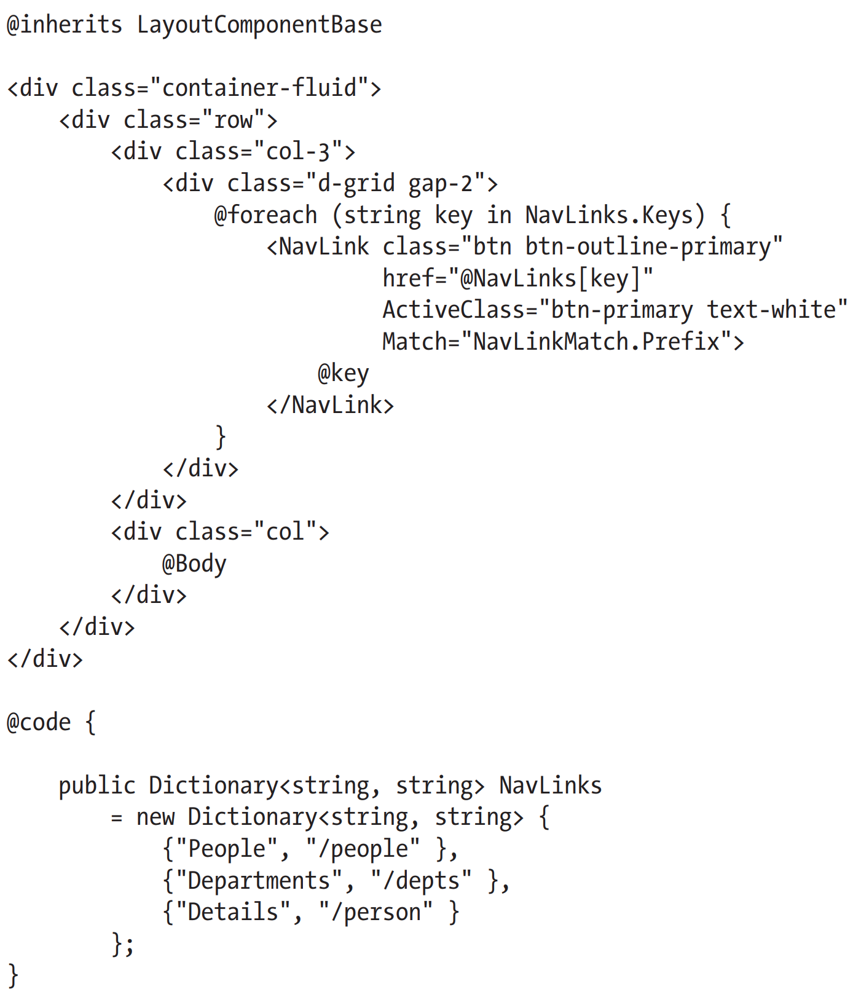 @inherits LayoutComponentBase

<div class="container-fluid">
    <div class="row">
        <div class="col-3">
            <div class="d-grid gap-2">
                @foreach (string key in NavLinks.Keys) {
                    <NavLink class="btn btn-outline-primary"
                             href="@NavLinks[key]"
                             ActiveClass="btn-primary text-white"
                             Match="NavLinkMatch.Prefix">
                        @key
                    </NavLink>
                }
            </div>
        </div>
        <div class="col">
            @Body
        </div>
    </div>
</div>

@code {

    public Dictionary<string, string> NavLinks
        = new Dictionary<string, string> {
            {"People", "/people" },
            {"Departments", "/depts" },
            {"Details", "/person" }
        };
}